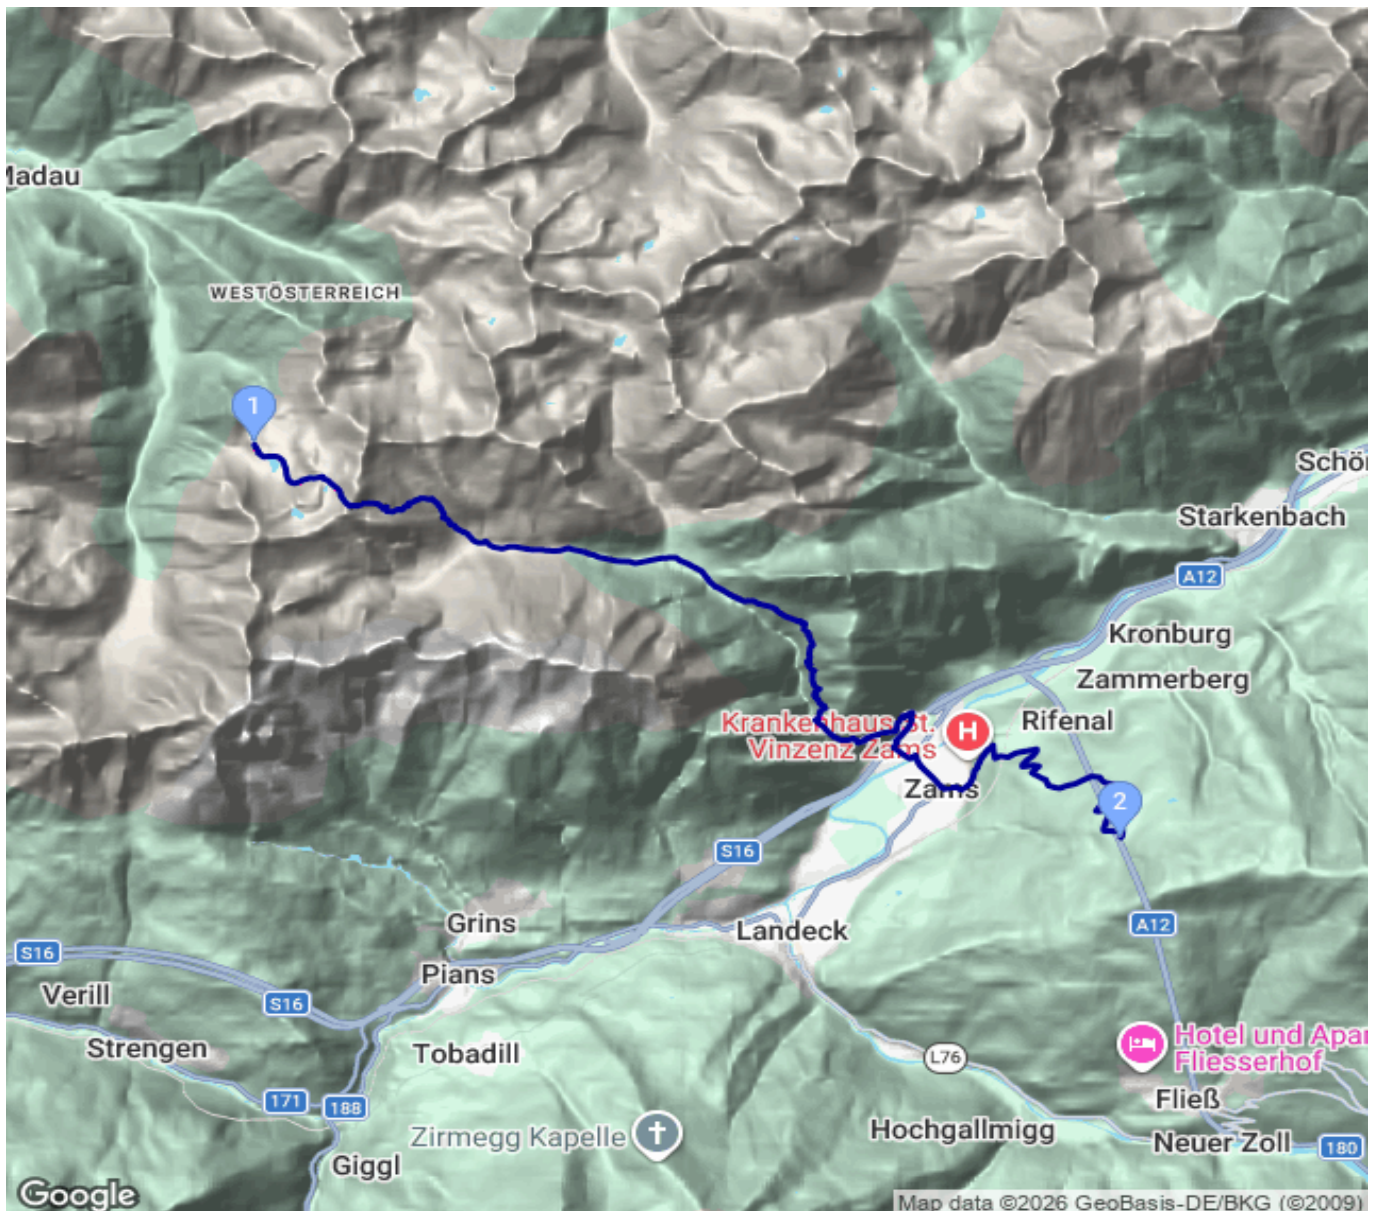 Madau
WESTÖSTERREICH
1
Schön
Starkenbach
A12
Kronburg
Zammerberg
Rifenal
Krankenhaus St.
Vinzenz Zams
H
Zams
2
S16
Grins
Landeck
A12
S16
Pians
Verill
S16
Strengen
Tobadill
L76
Hotel und Apar
Fliesserhof
171
188
Fließ
Zirmegg Kapelle
Hochgallmigg
Neuer Zoll
180
Giggl
Google
Map data ©2026 GeoBasis-DE/BKG (©2009)